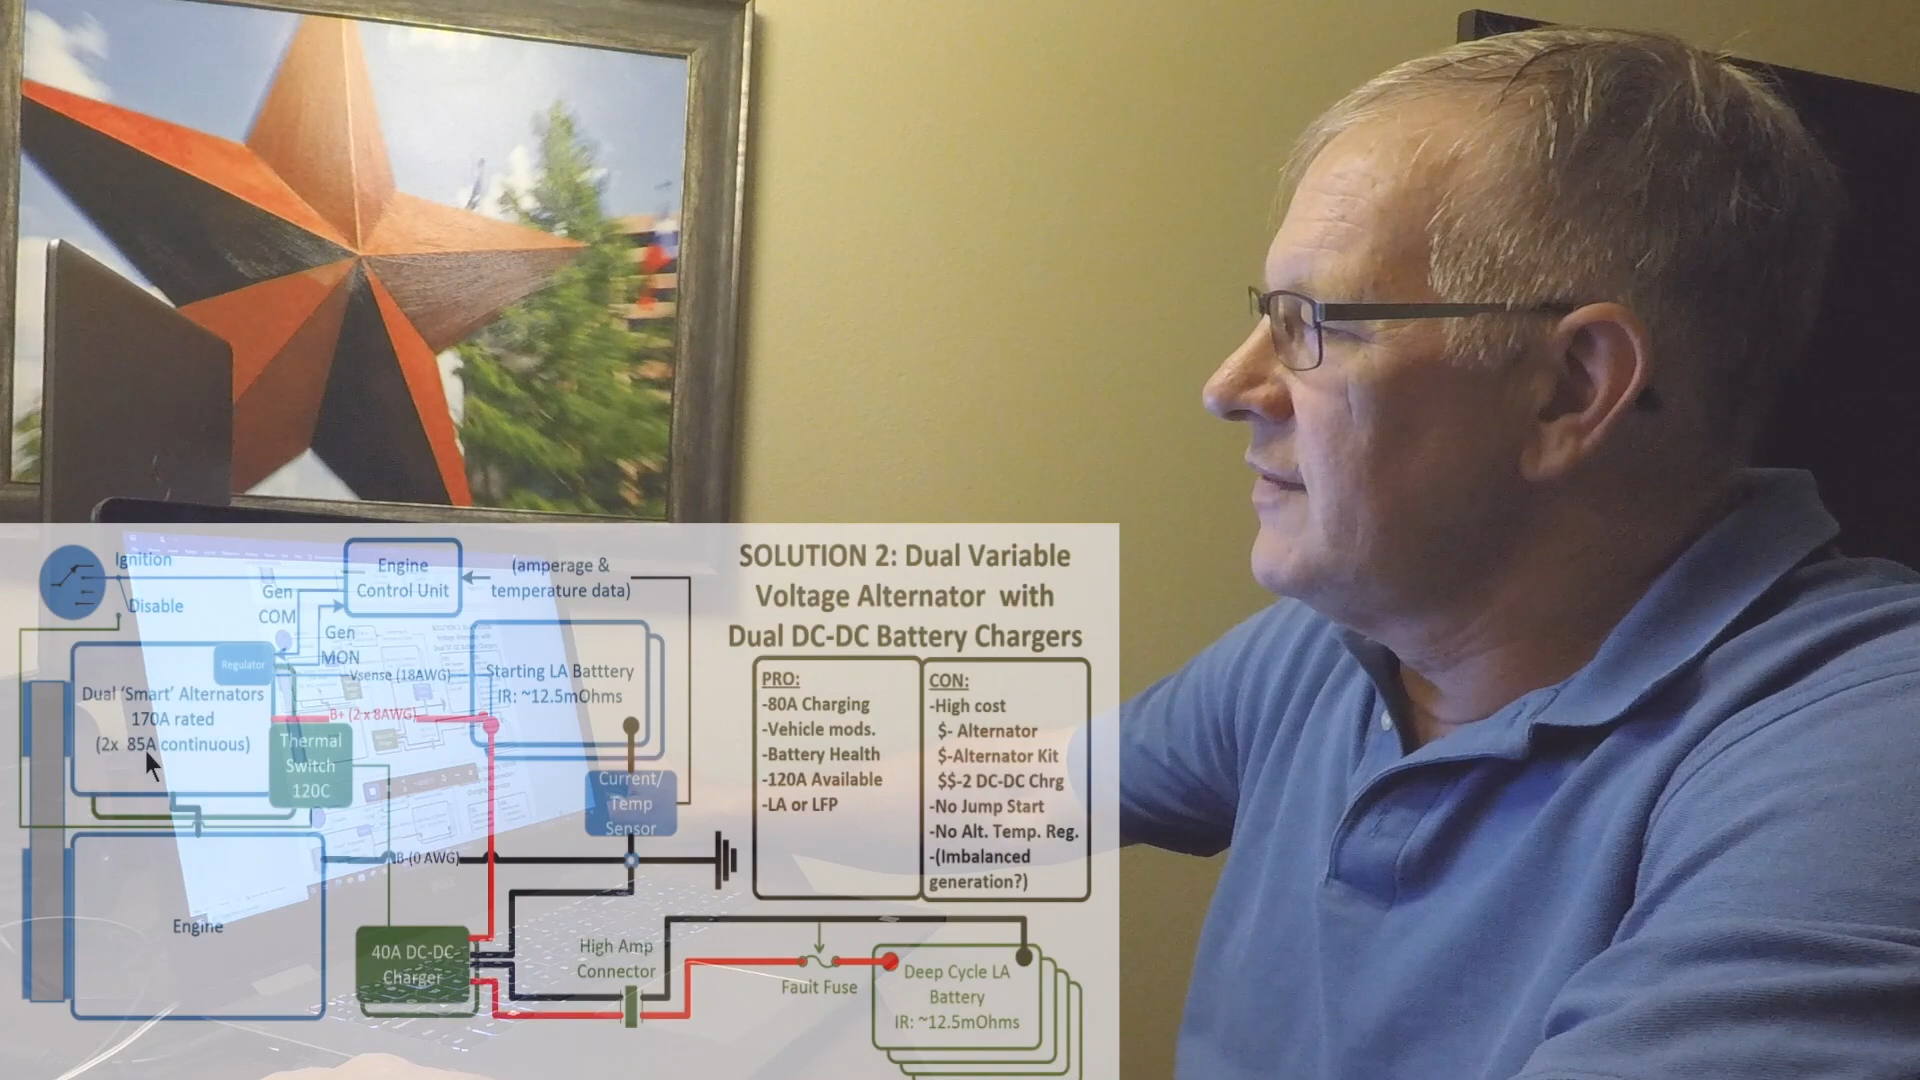 SOLUTION 2: Dual Variable
Voltage Alternator with
Dual DC-DC Battery Chargers
Ignition
Disable
Engine
Control Unit
(amperage &
temperature data)
Gen
COM
Gen
MON
Regulator
Vsense (18AWG)
Starting LA Batttery
IR: ~12.5mOhms
Dual ‘Smart’ Alternators
170A rated
(2x 85A continuous)
B+ (2 x 8AWG)
Thermal
Switch
120C
Current/
Temp
Sensor
PRO:
-80A Charging
-Vehicle mods.
-Battery Health
-120A Available
-LA or LFP
CON:
-High cost
$- Alternator
$-Alternator Kit
$$-2 DC-DC Chrg
-No Jump Start
-No Alt. Temp. Reg.
-(Imbalanced
generation?)
B-(0 AWG)
Engine
40A DC-DC
Charger
High Amp
Connector
Fault Fuse
Deep Cycle LA
Battery
IR: ~12.5mOhms